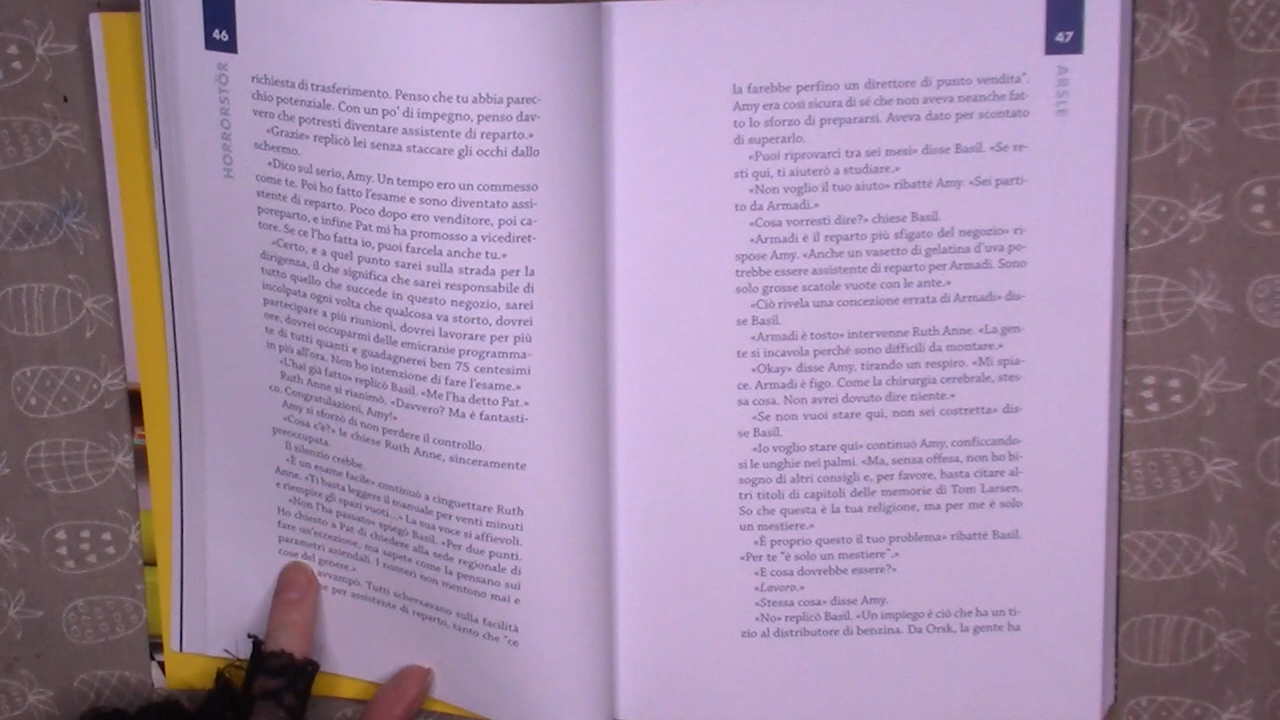 46
HORRORSTÖR
richiesta di trasferimento. Penso che tu abbia parec-
chio potenziale. Con un po' di impegno, penso dav-
vero che potresti diventare assistente di reparto.»
«Grazie» replicò lei senza staccare gli occhi dallo
schermo.
«Dico sul serio, Amy. Un tempo ero un commesso
come te. Poi ho fatto l'esame e sono diventato assi-
stente di reparto. Poco dopo ero venditore, poi ca-
poreparto, e infine Pat mi ha promosso a vicediret-
tore. Se ce l'ho fatta io, puoi farcela anche tu.»
«Certo, e a quel punto sarei sulla strada per la
dirigenza, il che significa che sarei responsabile di
tutto quello che succede in questo negozio, sarei
incolpata ogni volta che qualcosa va storto, dovrei
partecipare a più riunioni, dovrei lavorare per più
ore, dovrei occuparmi delle emicranie programma-
te di tutti quanti e guadagnerei ben 75 centesimi
in più all'ora. Non ho intenzione di fare l'esame.»
«L'hai già fatto» replicò Basil. «Me l'ha detto Pat.»
Ruth Anne si rianimò. «Davvero? Ma è fantasti-
co. Congratulazioni, Amy!»
Amy si sforzò di non perdere il controllo.
«Cosa c'è?» le chiese Ruth Anne, sinceramente
preoccupata.
Il silenzio crebbe.
«È un esame facile» continuò a cinguettare Ruth
Anne. «Ti basta leggere il manuale per venti minuti
e riempire gli spazi vuoti...» La sua voce si affievolì.
«Non l'ha passato» spiegò Basil. «Per due punti.
Ho chiesto a Pat di chiedere alla sede regionale di
fare un'eccezione, ma sapete come la pensano sui
parametri aziendali. I numeri non mentono mai e
cose del genere.»
avvampò. Tutti scherzavano sulla facilità
per assistente di reparto, tanto che "ce
47
ARSLE
la farebbe perfino un direttore di punto vendita".
Amy era così sicura di sé che non aveva neanche fat-
to lo sforzo di prepararsi. Aveva dato per scontato
di superarlo.
«Puoi riprovarci tra sei mesi» disse Basil. «Se re-
sti qui, ti aiuterò a studiare.»
«Non voglio il tuo aiuto» ribatté Amy. «Sei parti-
to da Armadi.»
«Cosa vorresti dire?» chiese Basil.
«Armadi è il reparto più sfigato del negozio» ri-
spose Amy. «Anche un vasetto di gelatina d'uva po-
trebbe essere assistente di reparto per Armadi. Sono
solo grosse scatole vuote con le ante.»
«Ciò rivela una concezione errata di Armadi» dis-
se Basil.
«Armadi è tosto» intervenne Ruth Anne. «La gen-
te si incavola perché sono difficili da montare.»
«Okay» disse Amy, tirando un respiro. «Mi spia-
ce. Armadi è figo. Come la chirurgia cerebrale, stes-
sa cosa. Non avrei dovuto dire niente.»
«Se non vuoi stare qui, non sei costretta» dis-
se Basil.
«Io voglio stare qui» continuò Amy, conficcando-
si le unghie nei palmi. «Ma, senza offesa, non ho bi-
sogno di altri consigli e, per favore, basta citare al-
tri titoli di capitoli delle memorie di Tom Larsen.
So che questa è la tua religione, ma per me è solo
un mestiere.»
«È proprio questo il tuo problema» ribatté Basil.
«Per te "è solo un mestiere".»
«E cosa dovrebbe essere?»
«Lavoro.»
«Stessa cosa» disse Amy.
«No» replicò Basil. «Un impiego è ciò che ha un ti-
zio al distributore di benzina. Da Orsk, la gente ha